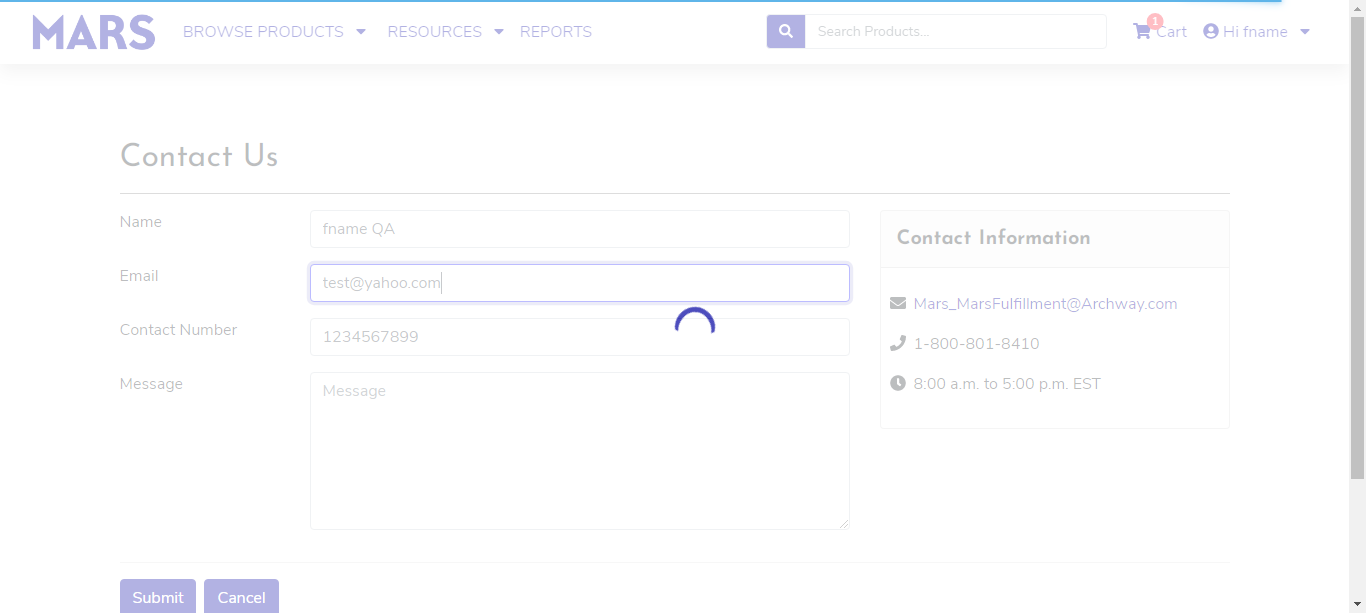 MARS BROWSE PRODUCTS RESOURCES REPORTS Search Products... 1 Cart Hi fname
Contact Us
Name fname QA
Email test@yahoo.com
Contact Number 1234567899
Message Message
Contact Information
Mars_MarsFulfillment@Archway.com
1-800-801-8410
8:00 a.m. to 5:00 p.m. EST
Submit Cancel